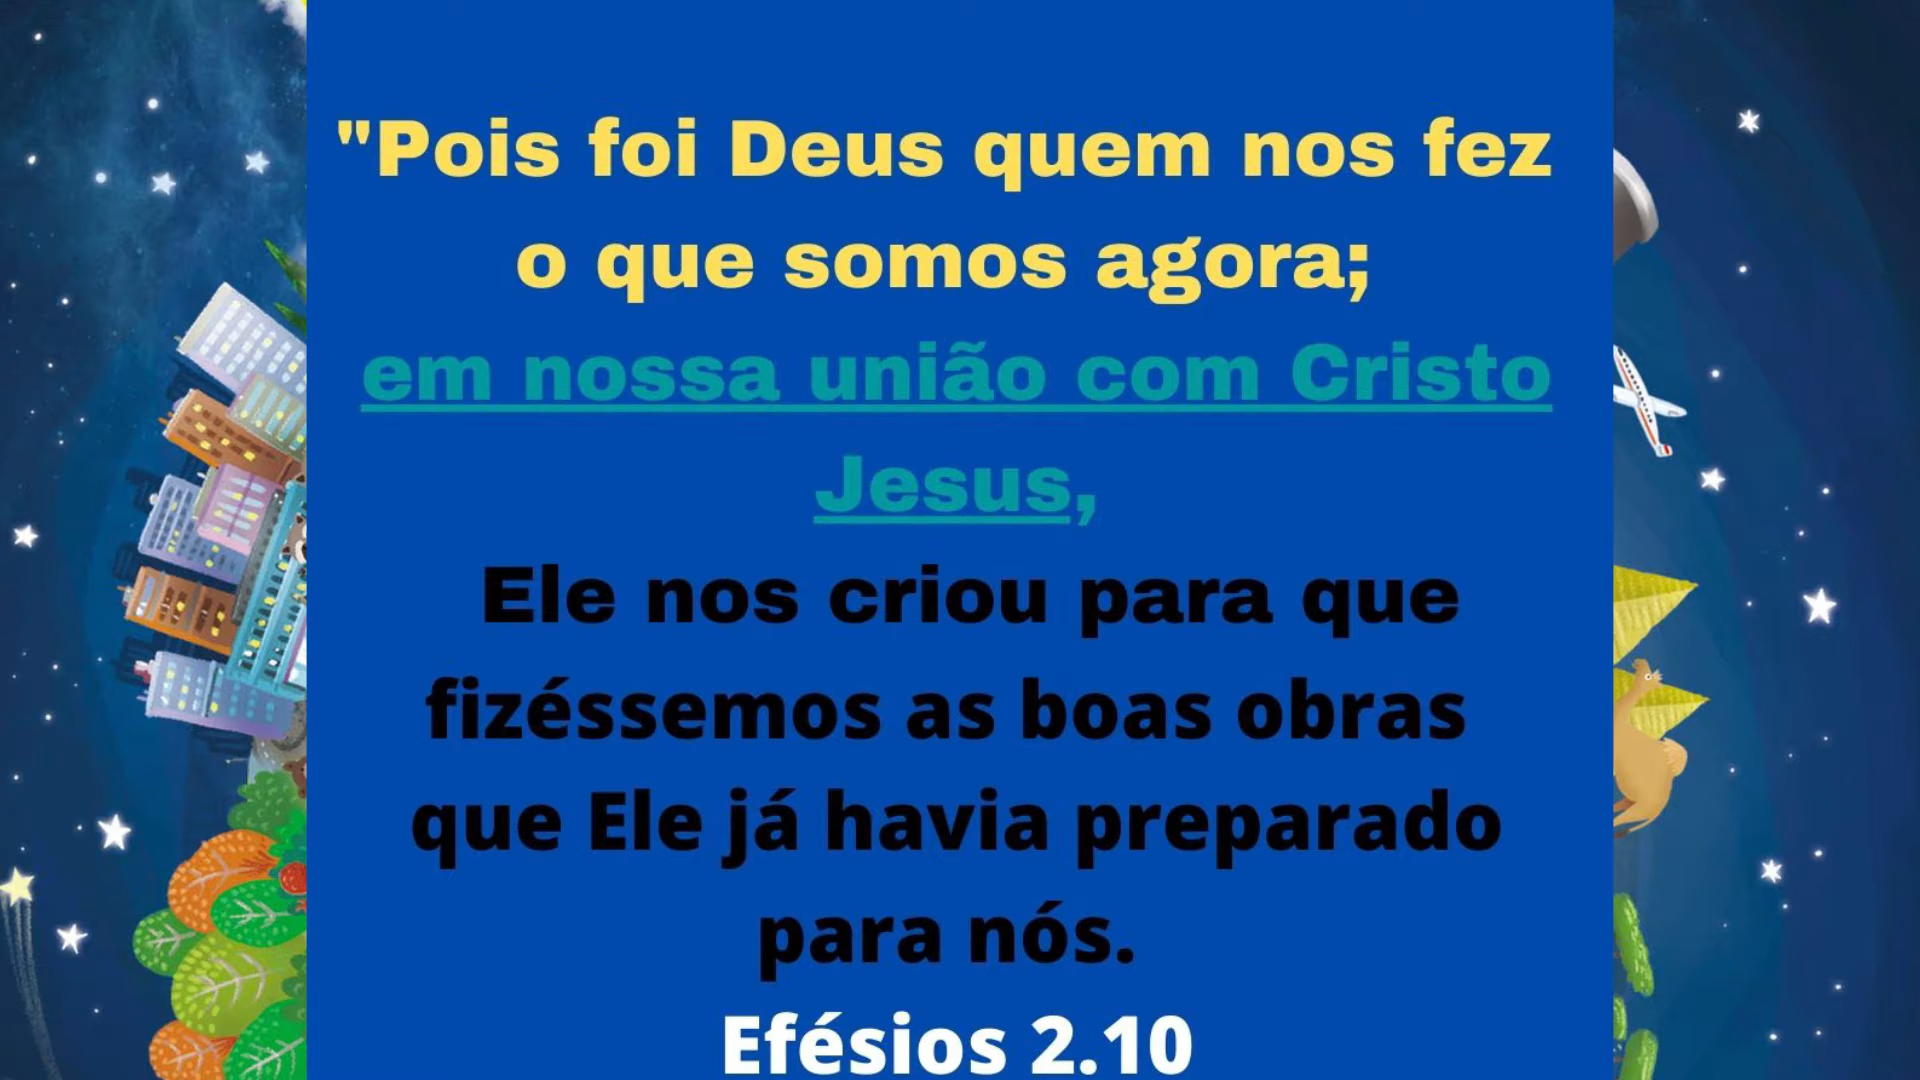 "Pois foi Deus quem nos fez
o que somos agora;
em nossa união com Cristo
Jesus,
Ele nos criou para que
fizéssemos as boas obras
que Ele já havia preparado
para nós.
Efésios 2.10